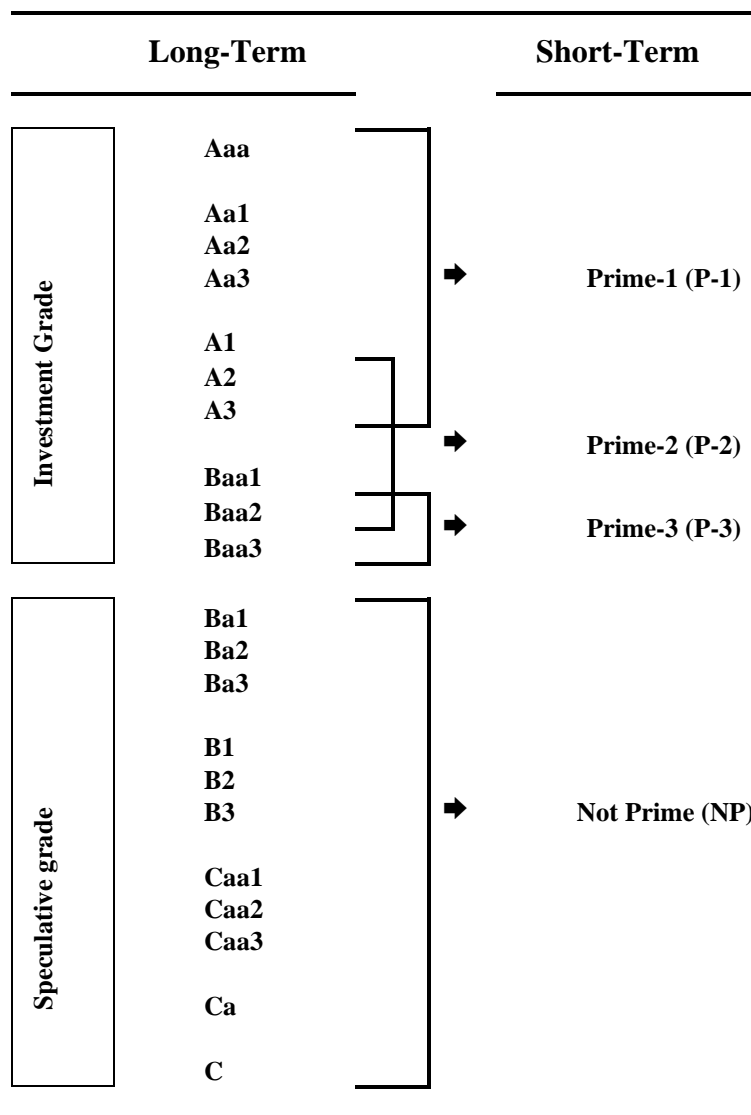 Long-Term Short-Term
Aaa
Aa1
Aa2
Aa3 Prime-1 (P-1)
Investment Grade
A1
A2
A3
Prime-2 (P-2)
Baa1
Baa2 Prime-3 (P-3)
Baa3
Ba1
Ba2
Ba3
B1
B2
B3 Not Prime (NP)
Speculative grade
Caa1
Caa2
Caa3
Ca
C